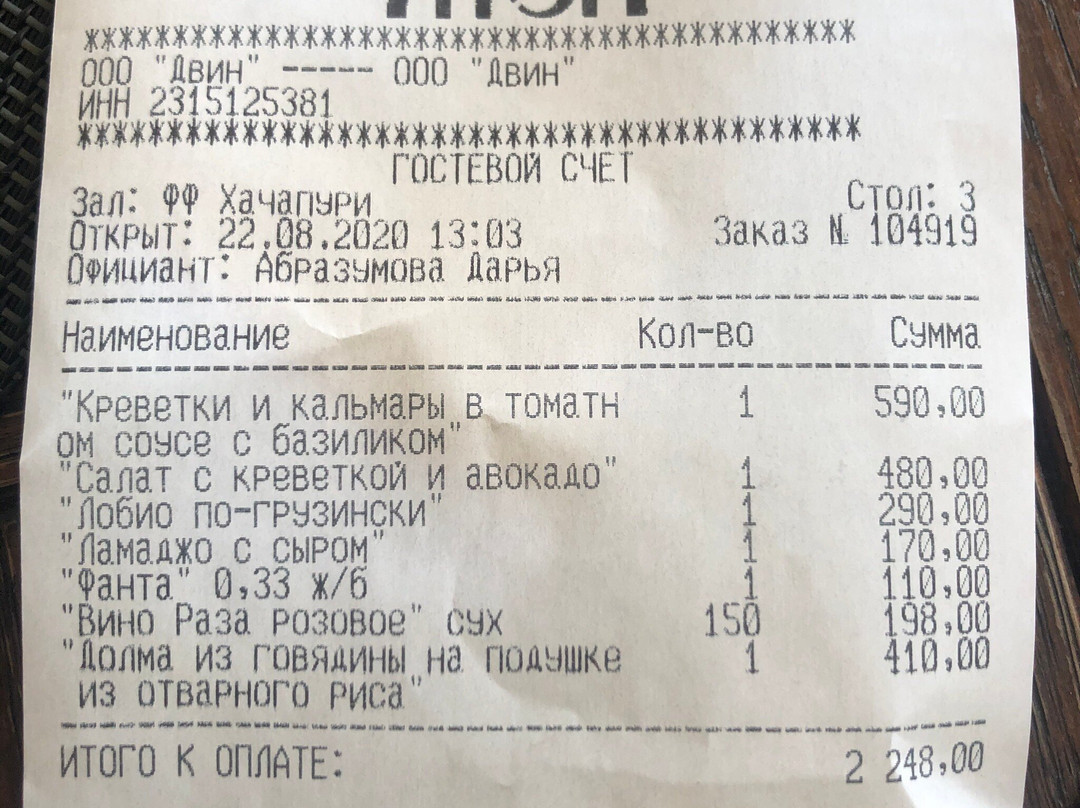 ************************************************
ООО "Двин" ----- ООО "Двин"
ИНН 2315125381
************************************************
ГОСТЕВОЙ СЧЕТ
Зал: ФФ Хачапури Стол: 3
Открыт: 22.08.2020 13:03 Заказ № 104919
Официант: Абразумова Дарья
Наименование Кол-во Сумма
"Креветки и кальмары в томатн 1 590,00
ом соусе с базиликом"
"Салат с креветкой и авокадо" 1 480,00
"Лобио по-грузински" 1 290,00
"Ламаджо с сыром" 1 170,00
"Фанта" 0,33 ж/б 1 110,00
"Вино Раза розовое" сух 150 198,00
"Долма из говядины на подушке 1 410,00
из отварного риса"
ИТОГО К ОПЛАТЕ: 2 248,00